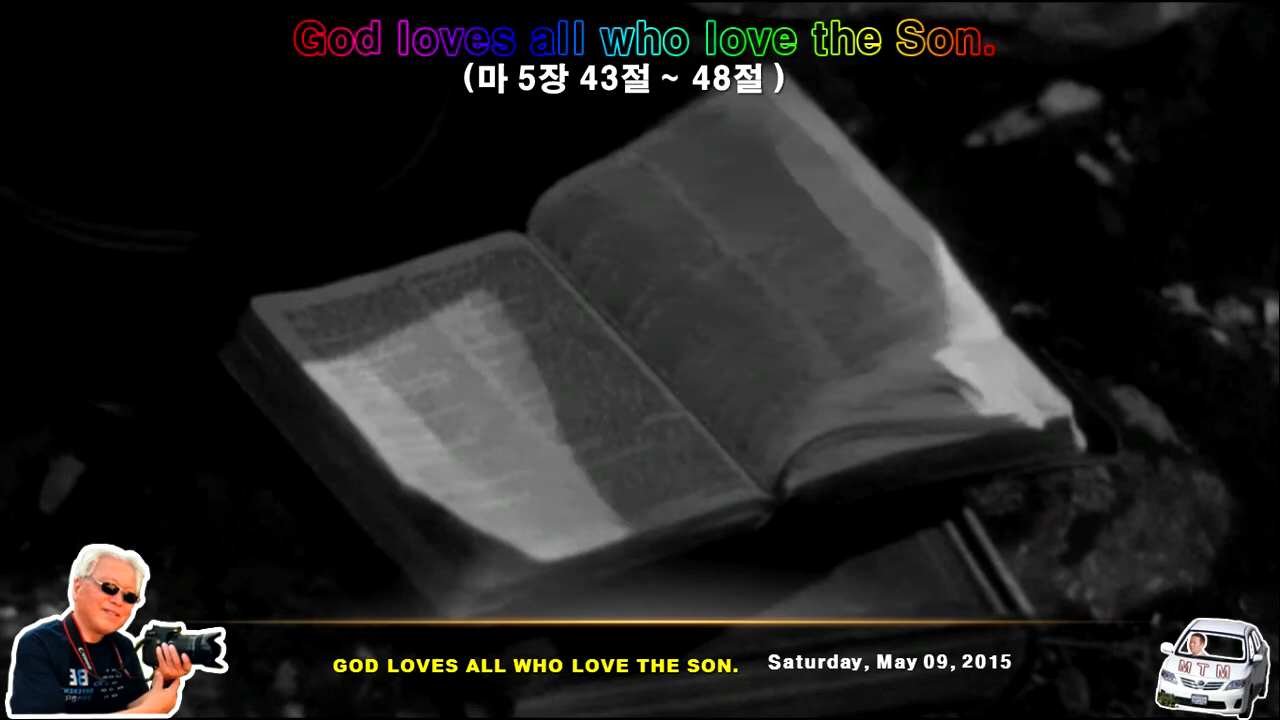 God loves all who love the Son.
(마 5장 43절 ~ 48절 )
GOD LOVES ALL WHO LOVE THE SON. Saturday, May 09, 2015
MTM